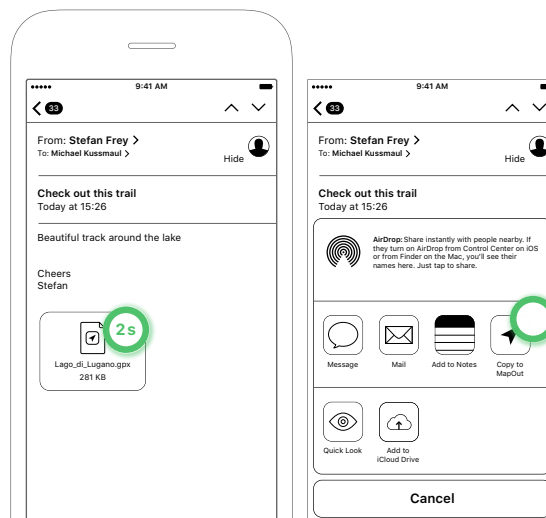 9:41 AM
33
From: Stefan Frey
To: Michael Kussmaul
Hide
Check out this trail
Today at 15:26
Beautiful track around the lake
Cheers
Stefan
2s
Lago_di_Lugano.gpx
281 KB
9:41 AM
33
From: Stefan Frey
To: Michael Kussmaul
Hide
Check out this trail
Today at 15:26
AirDrop: Share instantly with people nearby. If
they turn on AirDrop from Control Center on iOS
or from Finder on the Mac, you'll see their
names here. Just tap to share.
Message
Mail
Add to Notes
Copy to
MapOut
Quick Look
Add to
iCloud Drive
Cancel